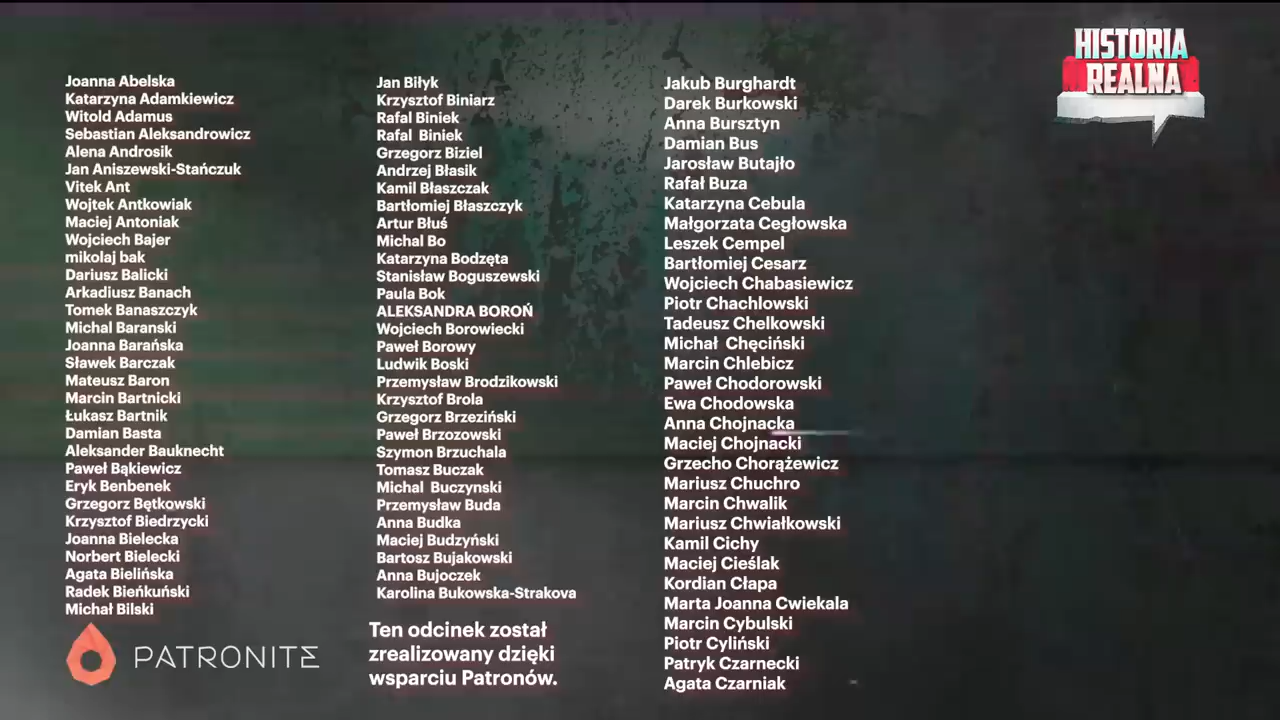 Joanna Abelska
Katarzyna Adamkiewicz
Witold Adamus
Sebastian Aleksandrowicz
Alena Androsik
Jan Aniszewski-Stańczuk
Vitek Ant
Wojtek Antkowiak
Maciej Antoniak
Wojciech Bajer
mikolaj bak
Dariusz Balicki
Arkadiusz Banach
Tomek Banaszczyk
Michal Baranski
Joanna Barańska
Sławek Barczak
Mateusz Baron
Marcin Bartnicki
Łukasz Bartnik
Damian Basta
Aleksander Bauknecht
Paweł Bąkiewicz
Eryk Benbenek
Grzegorz Bętkowski
Krzysztof Biedrzycki
Joanna Bielecka
Norbert Bielecki
Agata Bielińska
Radek Bieńkuński
Michał Bilski
PATRONITE
Jan Biłyk
Krzysztof Biniarz
Rafal Biniek
Rafal  Biniek
Grzegorz Biziel
Andrzej Błasik
Kamil Błaszczak
Bartłomiej Błaszczyk
Artur Błuś
Michal Bo
Katarzyna Bodzęta
Stanisław Boguszewski
Paula Bok
ALEKSANDRA BOROŃ
Wojciech Borowiecki
Paweł Borowy
Ludwik Boski
Przemysław Brodzikowski
Krzysztof Brola
Grzegorz Brzeziński
Paweł Brzozowski
Szymon Brzuchala
Tomasz Buczak
Michal  Buczynski
Przemysław Buda
Anna Budka
Maciej Budzyński
Bartosz Bujakowski
Anna Bujoczek
Karolina Bukowska-Strakova
Ten odcinek został
zrealizowany dzięki
wsparciu Patronów.
Jakub Burghardt
Darek Burkowski
Anna Bursztyn
Damian Bus
Jarosław Butajło
Rafał Buza
Katarzyna Cebula
Małgorzata Cegłowska
Leszek Cempel
Bartłomiej Cesarz
Wojciech Chabasiewicz
Piotr Chachlowski
Tadeusz Chelkowski
Michał  Chęciński
Marcin Chlebicz
Paweł Chodorowski
Ewa Chodowska
Anna Chojnacka
Maciej Chojnacki
Grzecho Chorążewicz
Mariusz Chuchro
Marcin Chwalik
Mariusz Chwiałkowski
Kamil Cichy
Maciej Cieślak
Kordian Cłapa
Marta Joanna Cwiekala
Marcin Cybulski
Piotr Cyliński
Patryk Czarnecki
Agata Czarniak
HISTORIA
REALNA